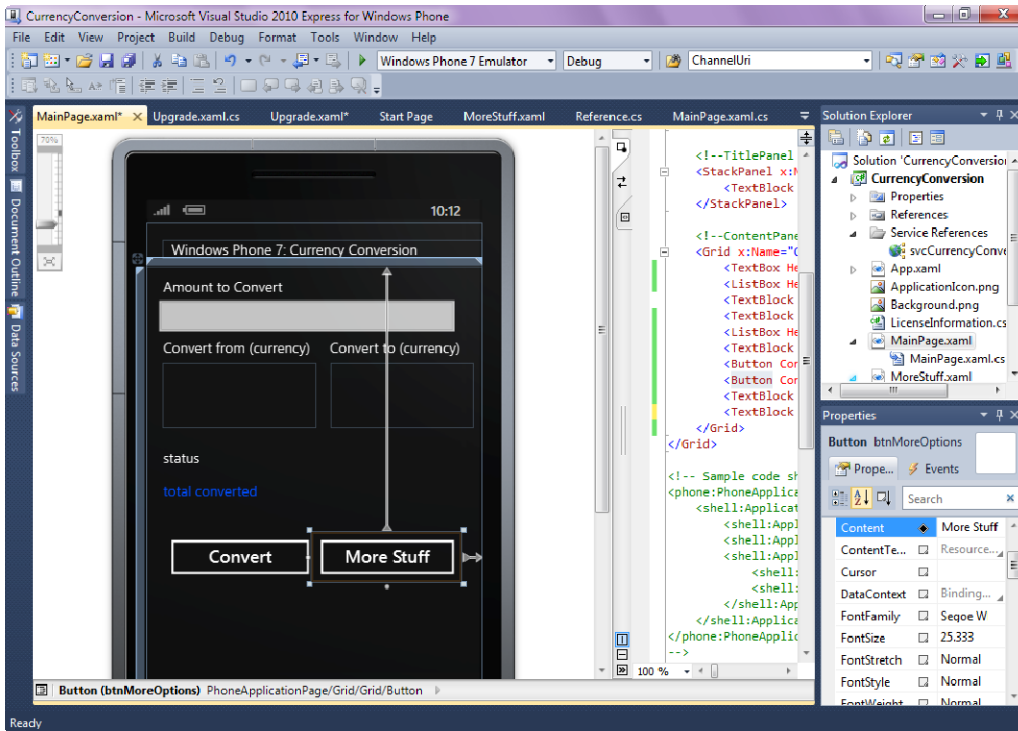 CurrencyConversion - Microsoft Visual Studio 2010 Express for Windows Phone
File Edit View Project Build Debug Format Tools Window Help
Windows Phone 7 Emulator Debug ChannelUri
MainPage.xaml* Upgrade.xaml.cs Upgrade.xaml* Start Page MoreStuff.xaml Reference.cs MainPage.xaml.cs
Toolbox
Document Outline
Data Sources
70%
10:12
Windows Phone 7: Currency Conversion
Amount to Convert
Convert from (currency) Convert to (currency)
status
total converted
Convert More Stuff
<!--TitlePanel
<StackPanel x:N
<TextBlock
</StackPanel>
<!--ContentPane
<Grid x:Name="C
<TextBox He
<ListBox He
<TextBlock
<TextBlock
<ListBox He
<TextBlock
<Button Cor
<Button Cor
<TextBlock
<TextBlock
</Grid>
</Grid>
<!-- Sample code sh
<phone:PhoneApplica
<shell:Applicat
<shell:Appl
<shell:Appl
<shell:Appl
<shell:
<shell:
</shell:App
</shell:Applica
</phone:PhoneApplic
-->
100 %
Button (btnMoreOptions) PhoneApplicationPage/Grid/Grid/Button
Solution Explorer
Solution 'CurrencyConversion
CurrencyConversion
Properties
References
Service References
svcCurrencyConve
App.xaml
ApplicationIcon.png
Background.png
LicenseInformation.cs
MainPage.xaml
MainPage.xaml.cs
MoreStuff.xaml
Properties
Button btnMoreOptions
Prope... Events
Search
Content More Stuff
ContentTe... Resource...
Cursor
DataContext Binding...
FontFamily Segoe W
FontSize 25.333
FontStretch Normal
FontStyle Normal
FontWeight Normal
Ready